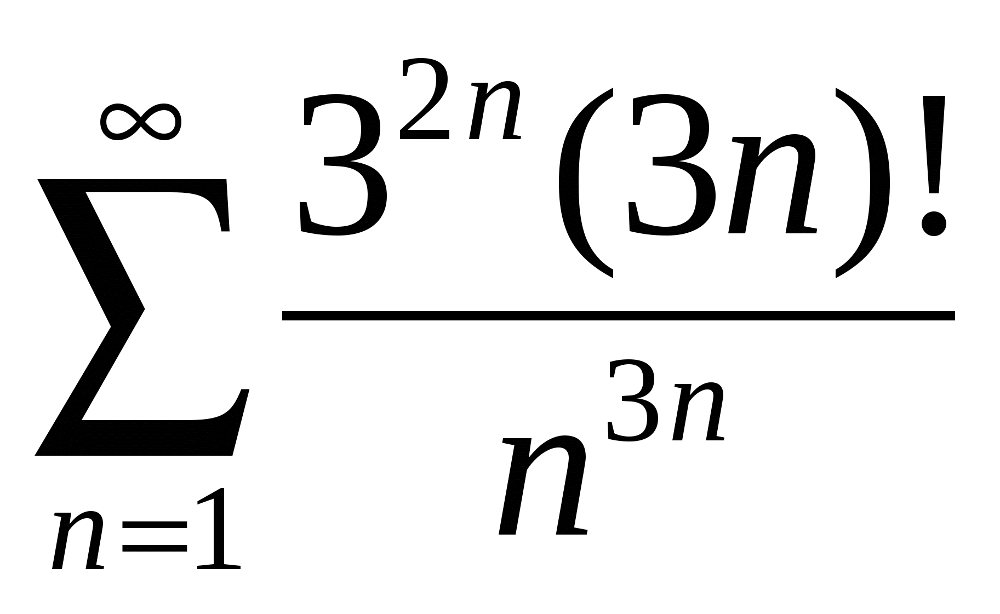 ∞
∑ 3^{2n} (3n)!
n^{3n}
n=1